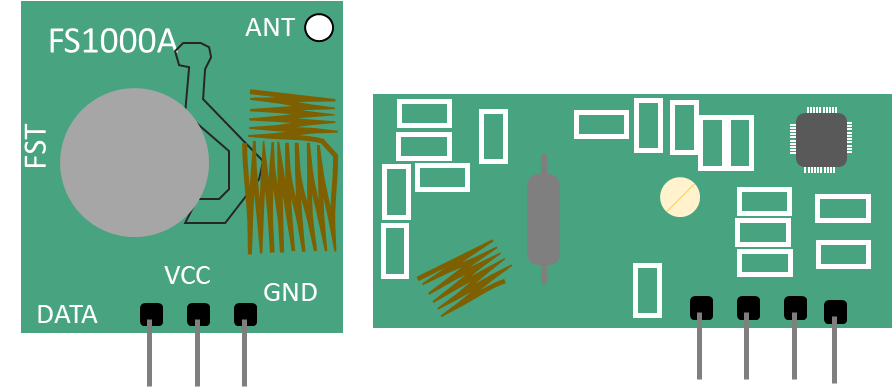 FS1000A
ANT
FST
VCC
GND
DATA